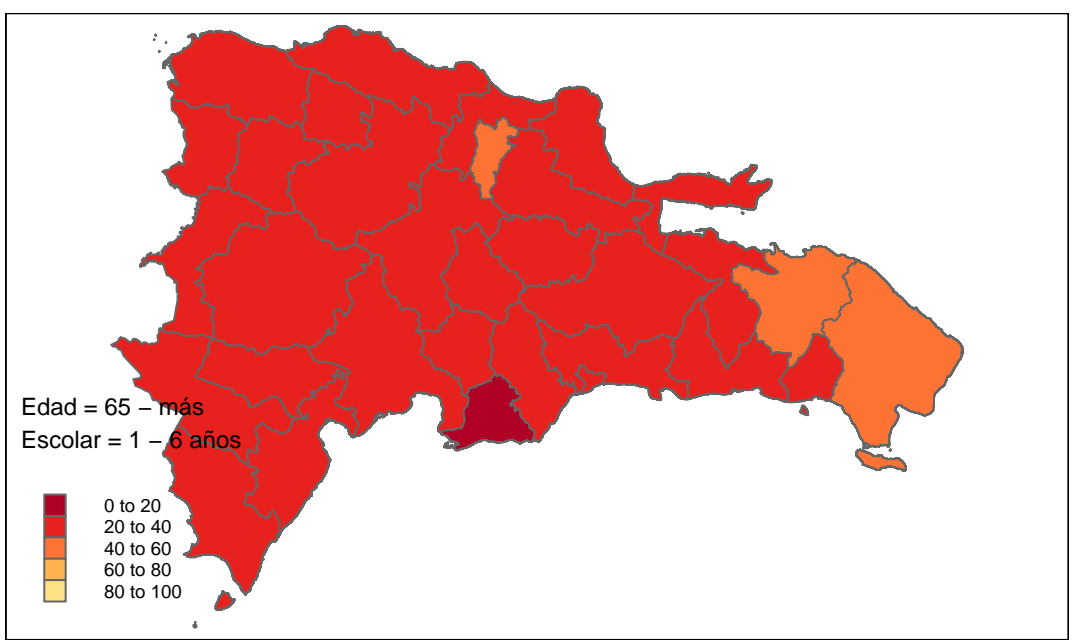 Edad = 65 − más
Escolar = 1 − 6 años
0 to 20
20 to 40
40 to 60
60 to 80
80 to 100